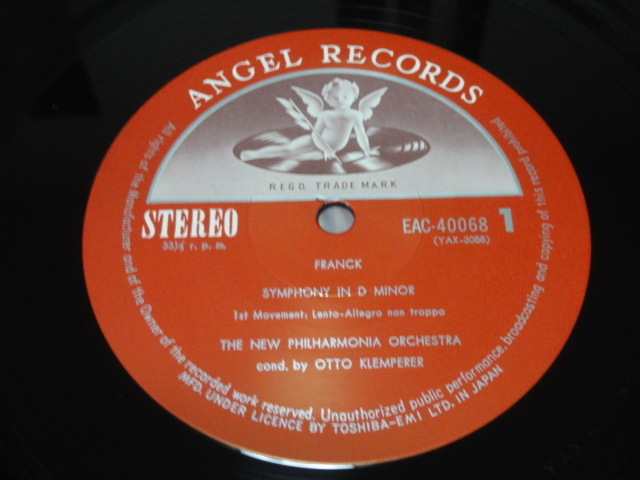 ANGEL RECORDS
REGD. TRADE MARK
STEREO
33⅓ r. p. m.
EAC-40068 1
(YAX-3088)
FRANCK
SYMPHONY IN D MINOR
1st Movement: Lento-Allegro non troppo
THE NEW PHILHARMONIA ORCHESTRA
cond. by OTTO KLEMPERER
All rights of the Manufacturer and of the Owner of the recorded work reserved. Unauthorized public performance, broadcasting and copying of this record prohibited
MFD. UNDER LICENCE BY TOSHIBA-EMI LTD. IN JAPAN